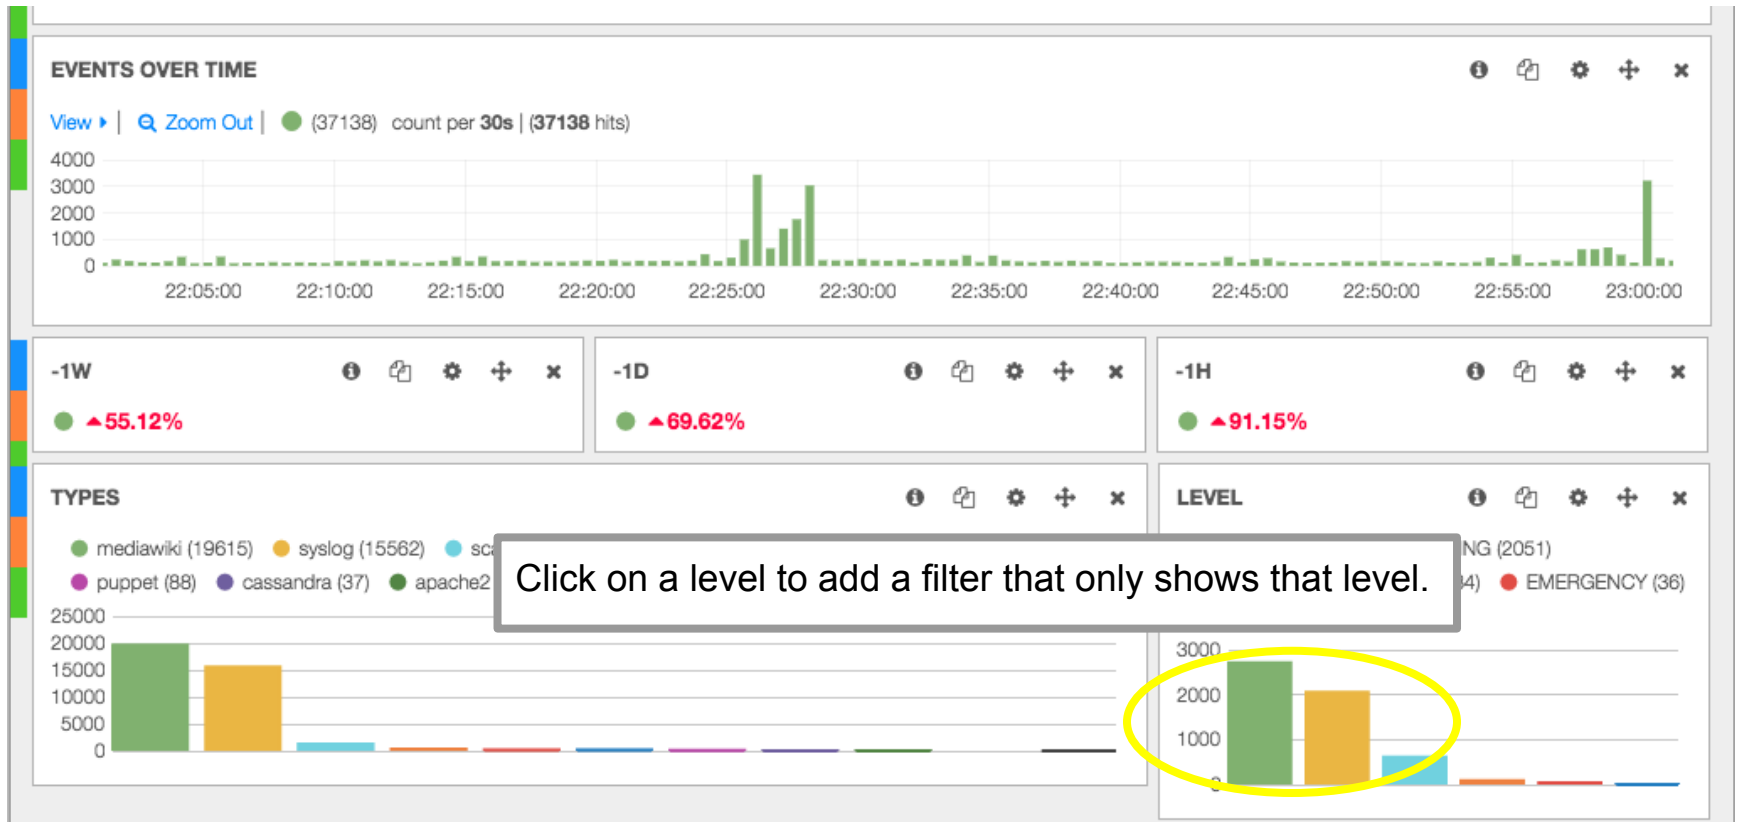 EVENTS OVER TIME
View | Zoom Out | (37138) count per 30s | (37138 hits)
4000
3000
2000
1000
0
22:05:00 22:10:00 22:15:00 22:20:00 22:25:00 22:30:00 22:35:00 22:40:00 22:45:00 22:50:00 22:55:00 23:00:00
-1W -1D -1H
55.12% 69.62% 91.15%
TYPES
mediawiki (19615) syslog (15562)
puppet (88) cassandra (37) apache2
25000
20000
15000
10000
5000
0
Click on a level to add a filter that only shows that level.
LEVEL
NG (2051)
4) EMERGENCY (36)
3000
2000
1000